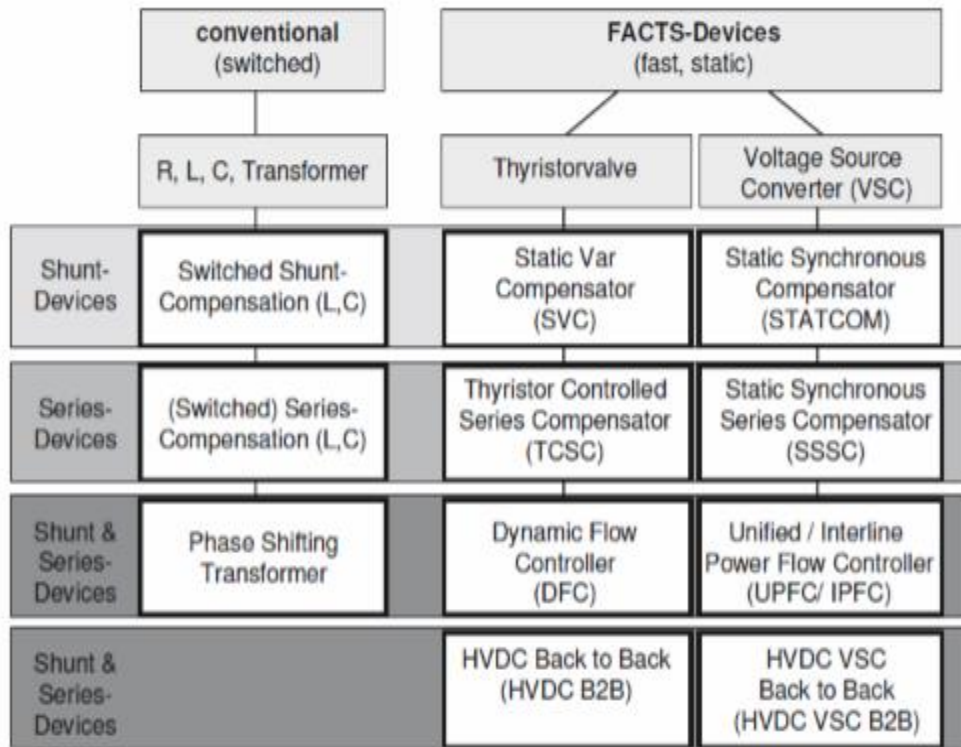 conventional
(switched)
FACTS-Devices
(fast, static)
R, L, C, Transformer
Thyristorvalve
Voltage Source
Converter (VSC)
Shunt-
Devices
Switched Shunt-
Compensation (L,C)
Static Var
Compensator
(SVC)
Static Synchronous
Compensator
(STATCOM)
Series-
Devices
(Switched) Series-
Compensation (L,C)
Thyristor Controlled
Series Compensator
(TCSC)
Static Synchronous
Series Compensator
(SSSC)
Shunt &
Series-
Devices
Phase Shifting
Transformer
Dynamic Flow
Controller
(DFC)
Unified / Interline
Power Flow Controller
(UPFC/ IPFC)
Shunt &
Series-
Devices
HVDC Back to Back
(HVDC B2B)
HVDC VSC
Back to Back
(HVDC VSC B2B)